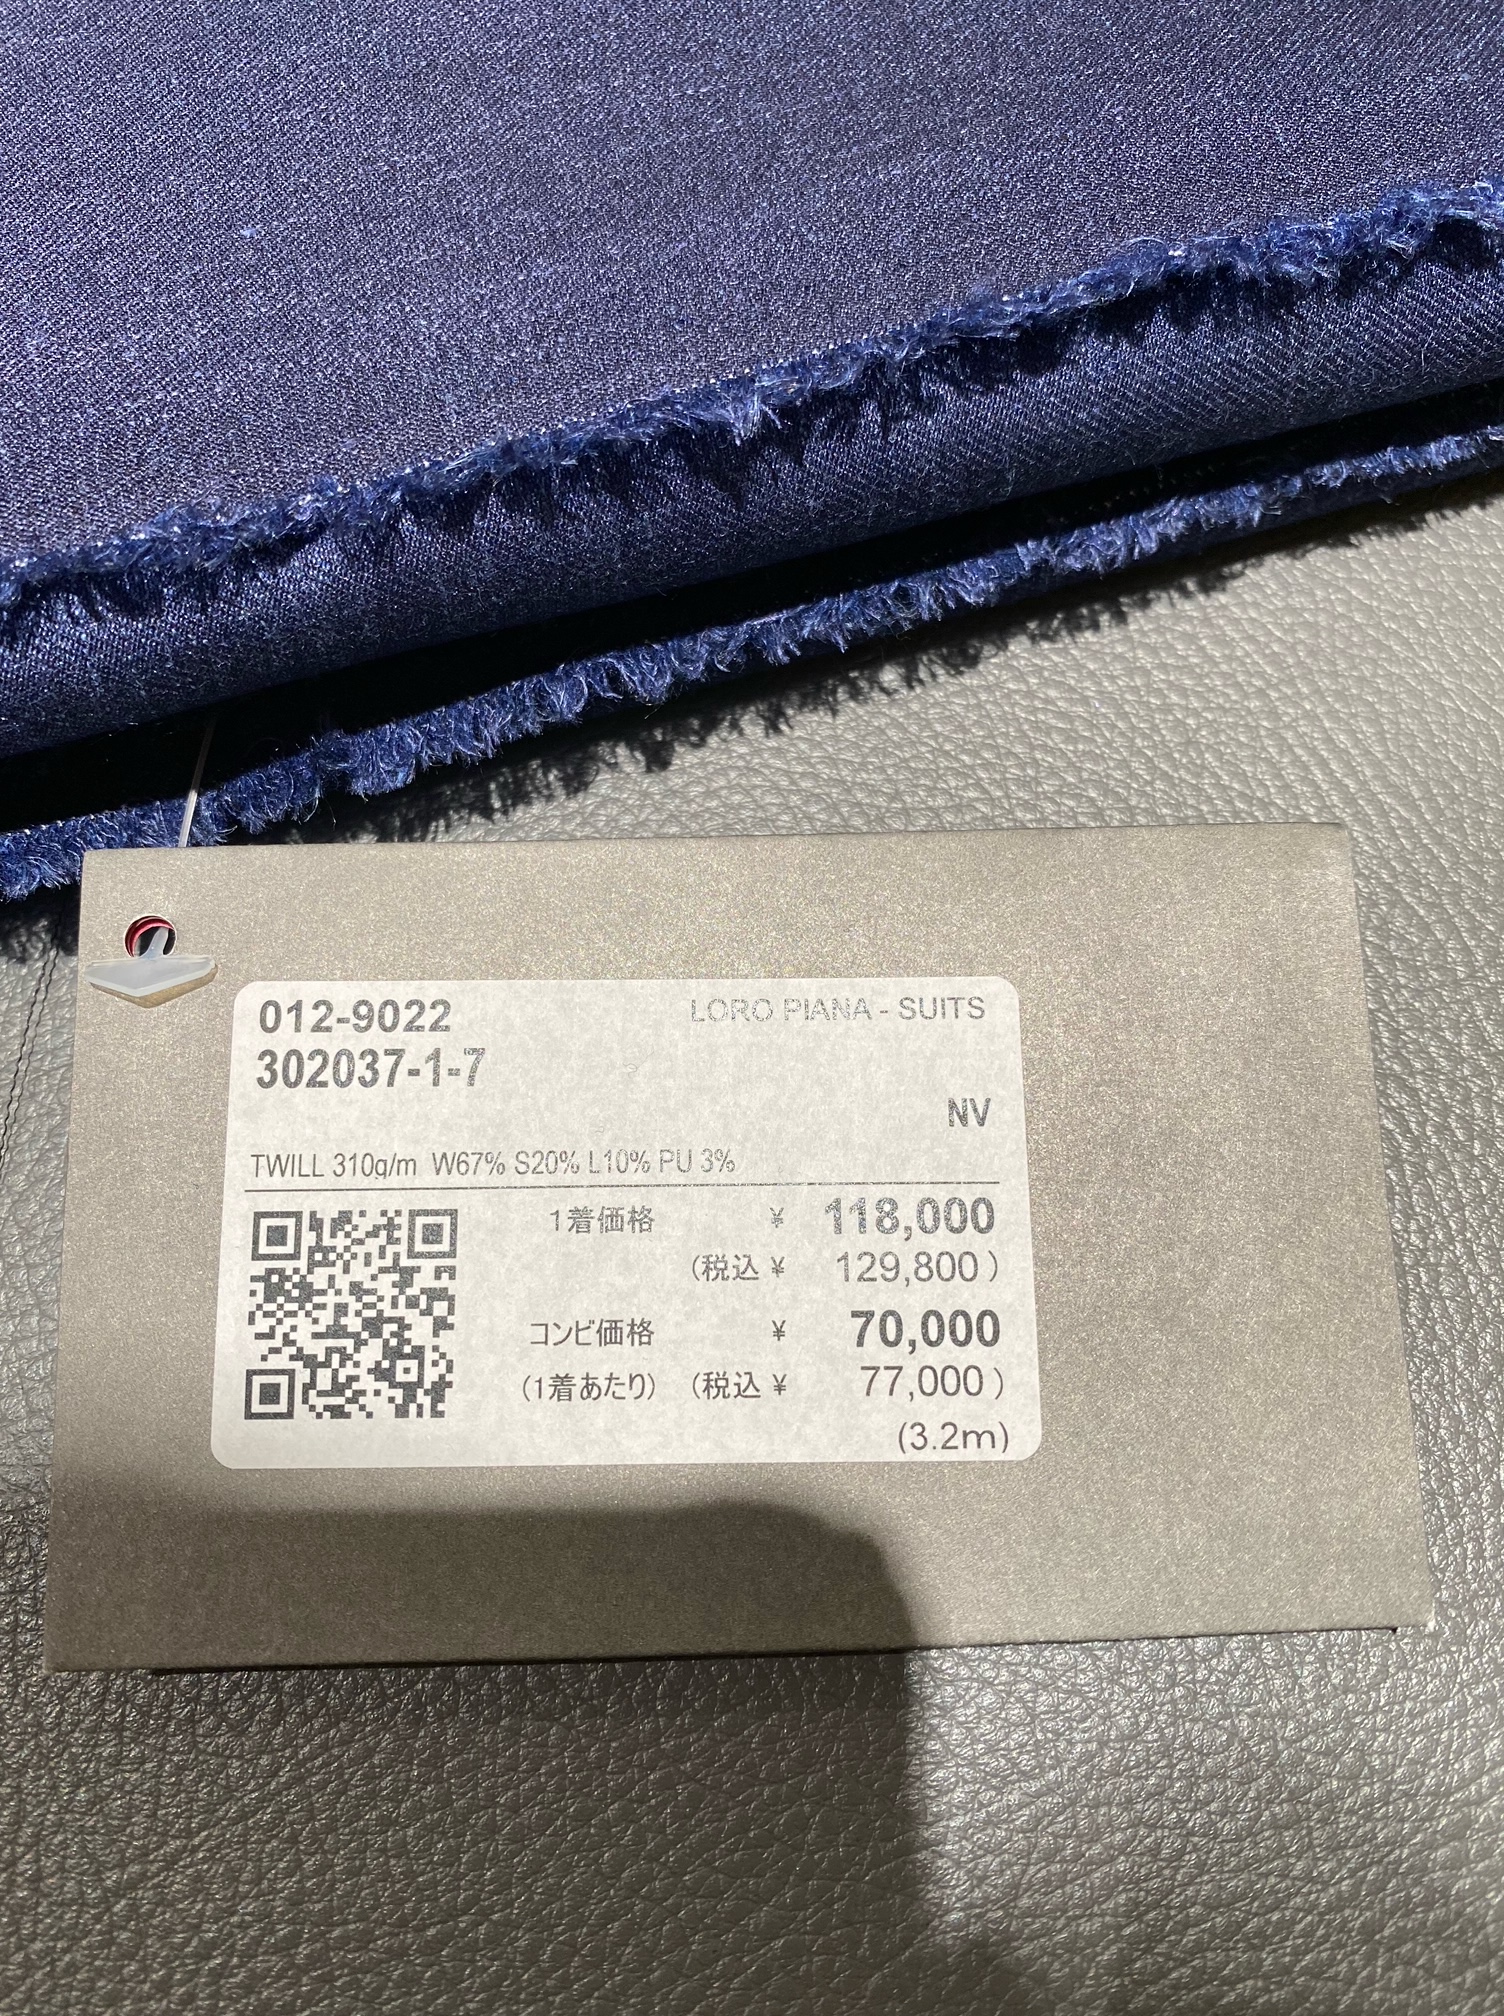 012-9022 LORO PIANA - SUITS
302037-1-7
NV
TWILL 310g/m W67% S20% L10% PU 3%
1着価格 ¥ 118,000
(税込 ¥ 129,800)
コンビ価格 ¥ 70,000
(1着あたり) (税込 ¥ 77,000)
(3.2m)